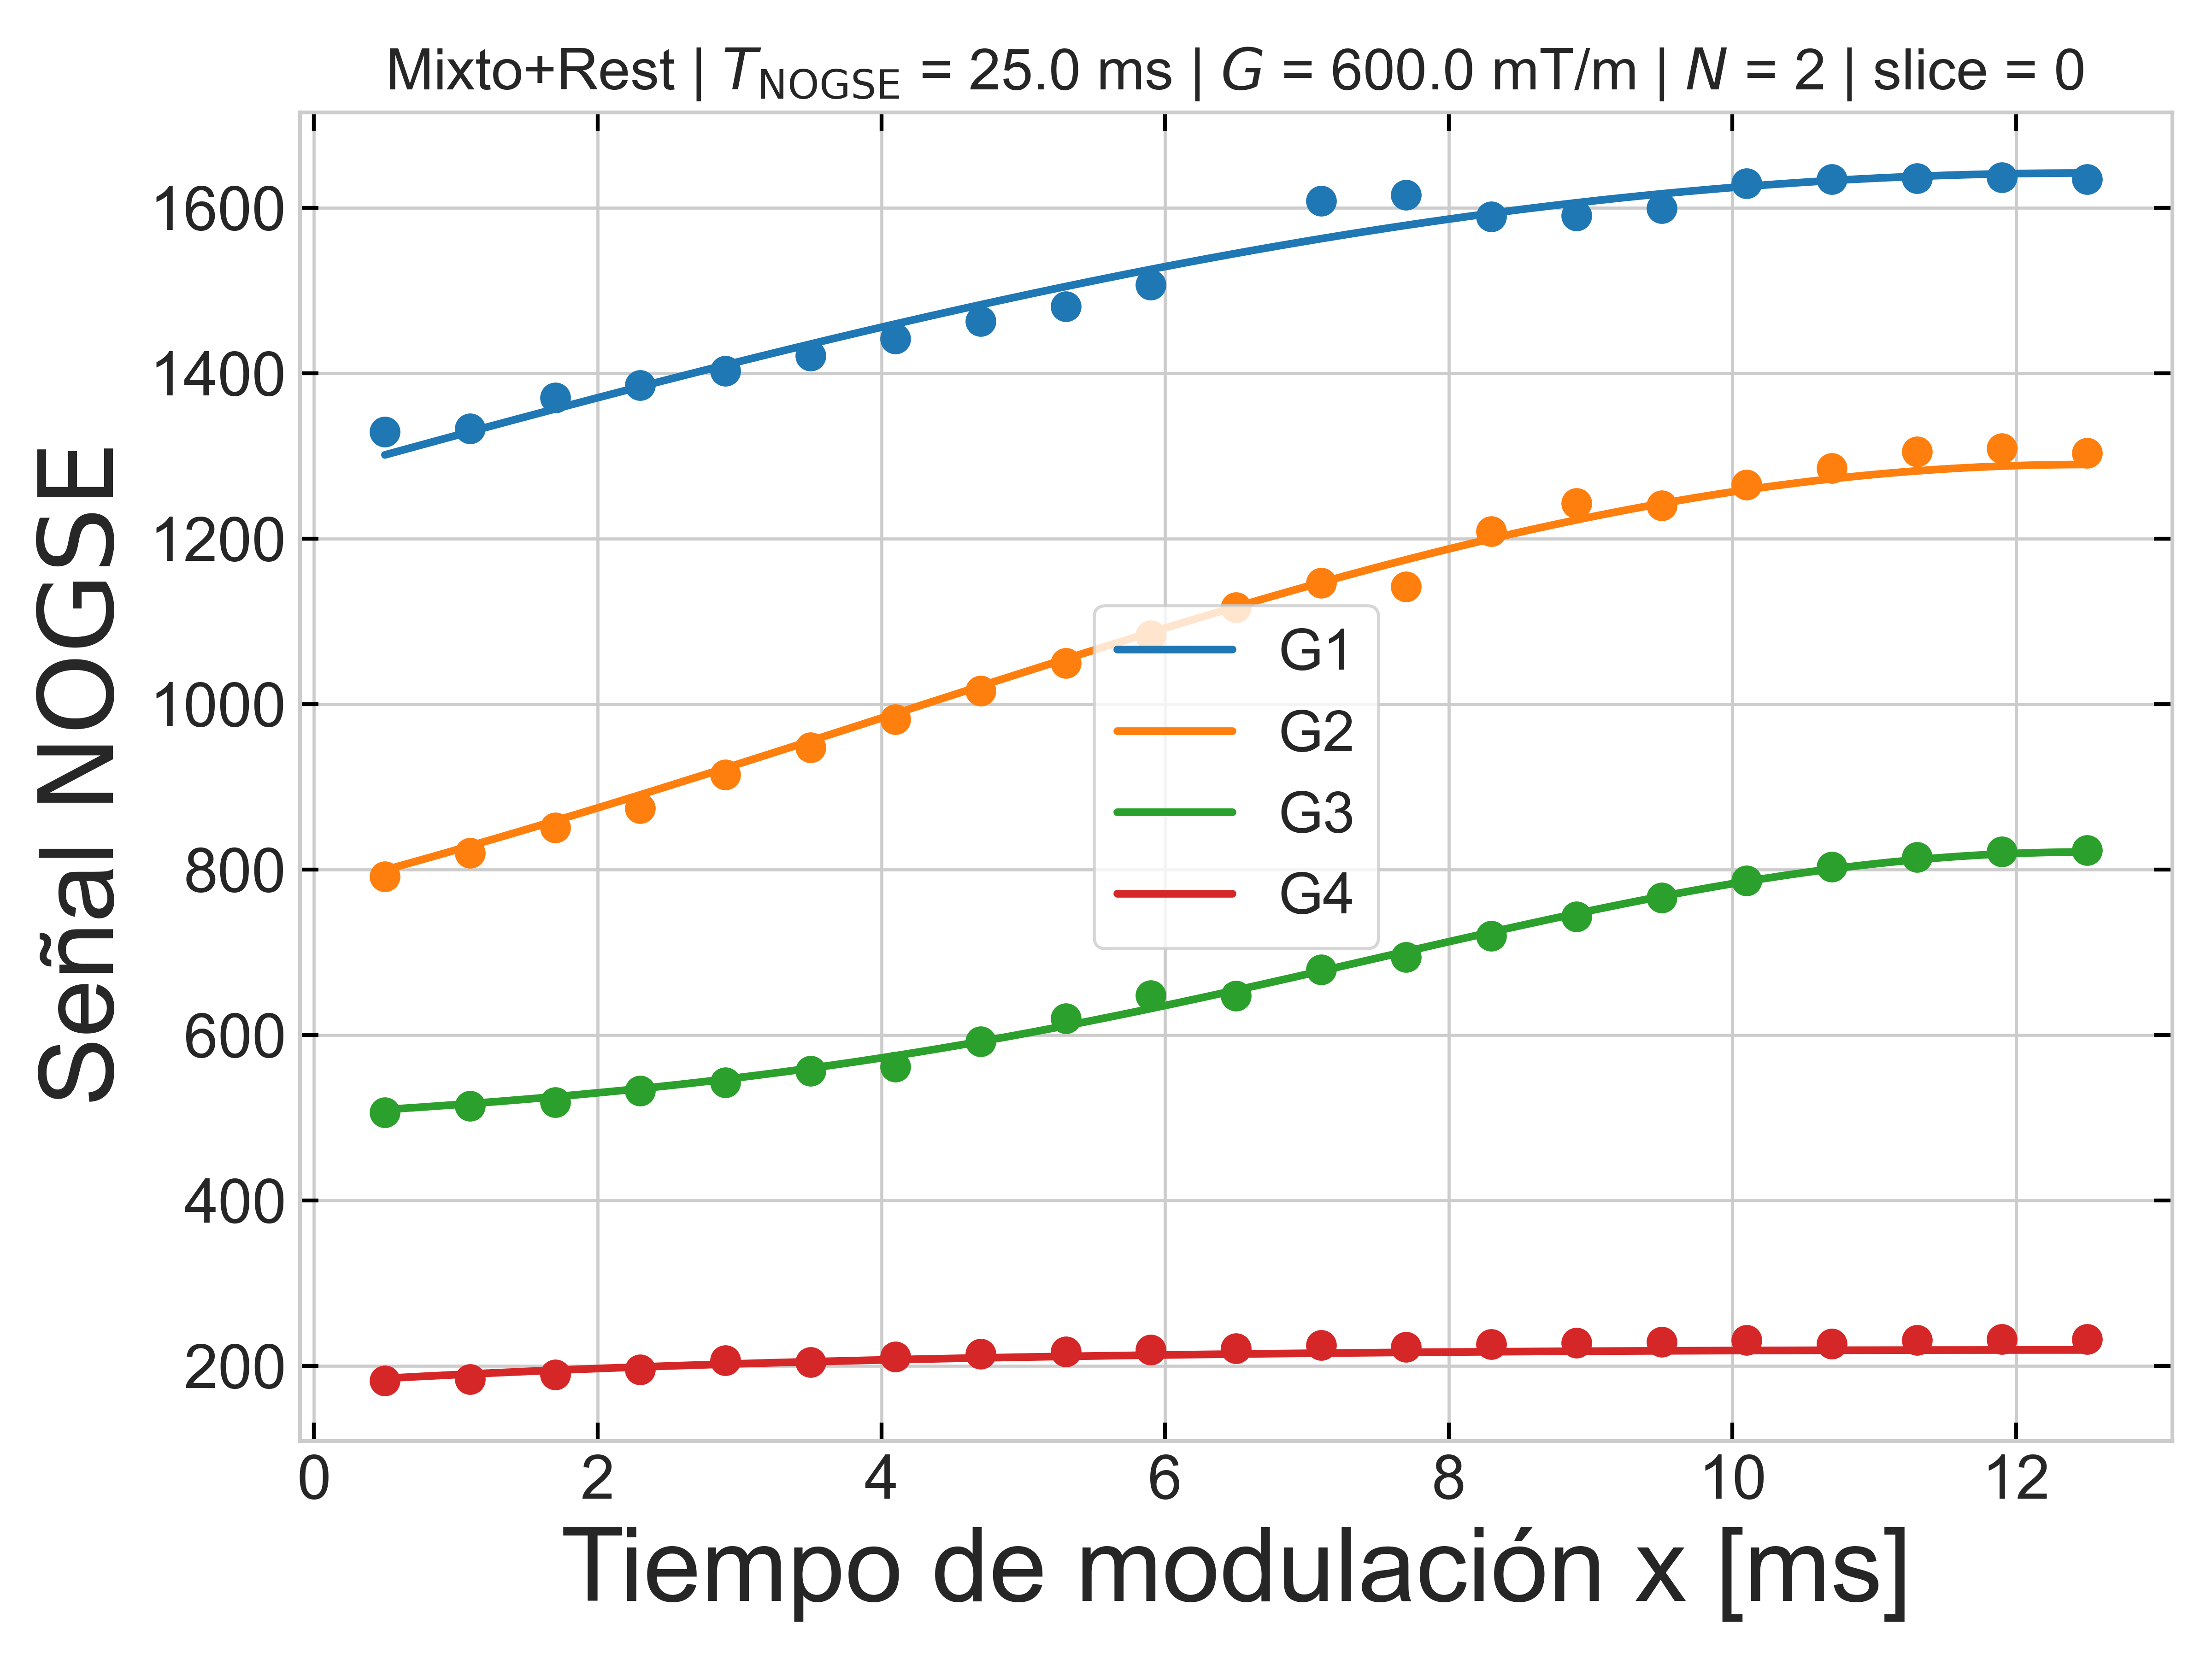 Mixto+Rest | T_NOGSE = 25.0 ms | G = 600.0 mT/m | N = 2 | slice = 0
Señal NOGSE
1600
1400
1200
1000
800
600
400
200
G1
G2
G3
G4
0 2 4 6 8 10 12
Tiempo de modulación x [ms]